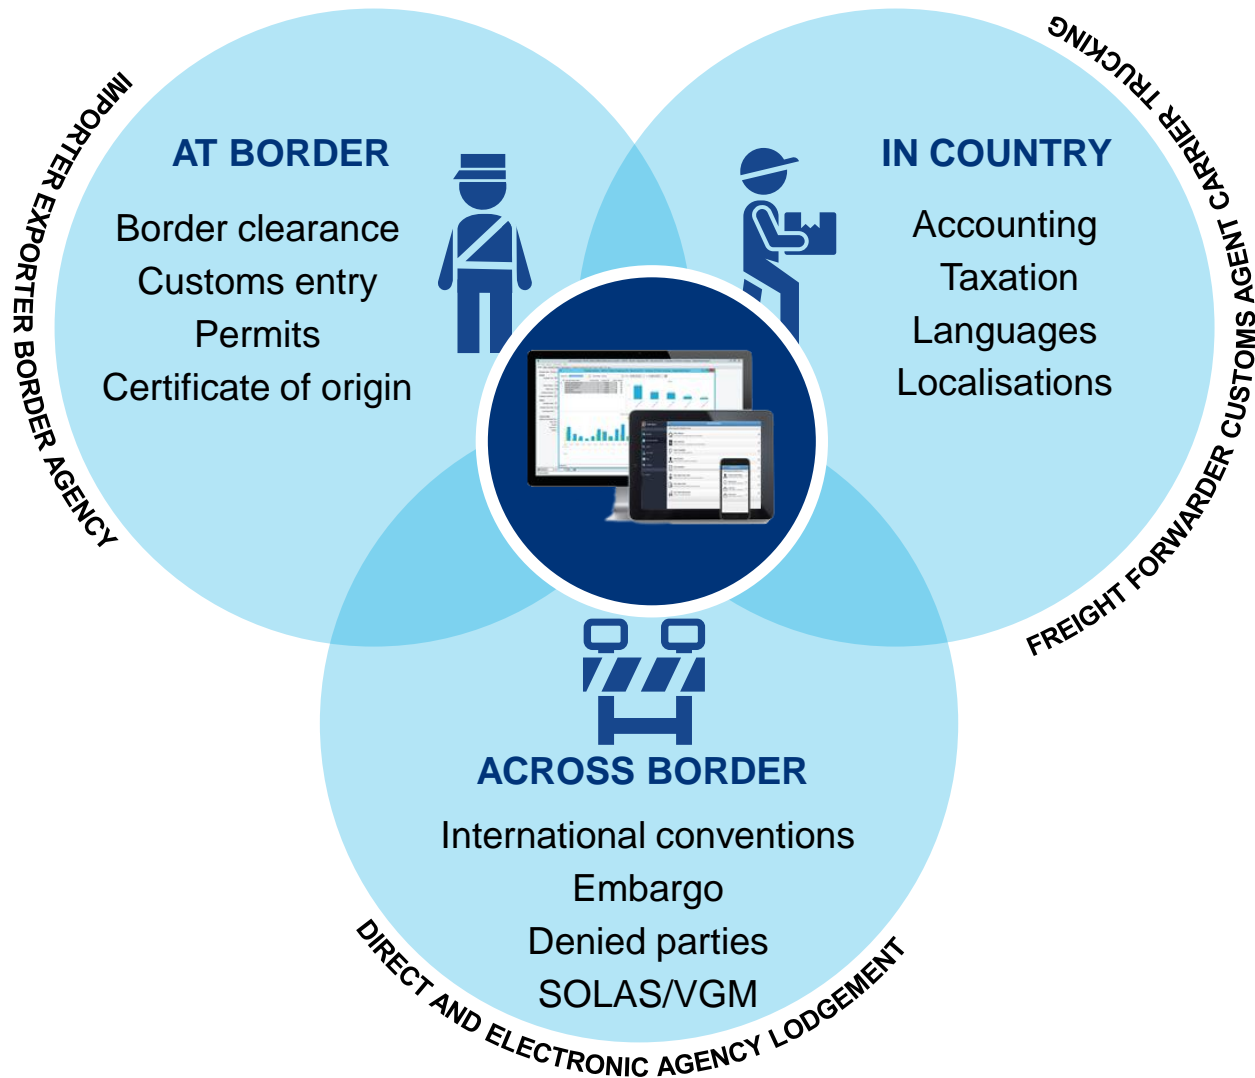 IMPORTER EXPORTER BORDER AGENCY
AT BORDER
Border clearance
Customs entry
Permits
Certificate of origin
IN COUNTRY
Accounting
Taxation
Languages
Localisations
FREIGHT FORWARDER CUSTOMS AGENT CARRIER TRUCKING
ACROSS BORDER
International conventions
Embargo
Denied parties
SOLAS/VGM
DIRECT AND ELECTRONIC AGENCY LODGEMENT